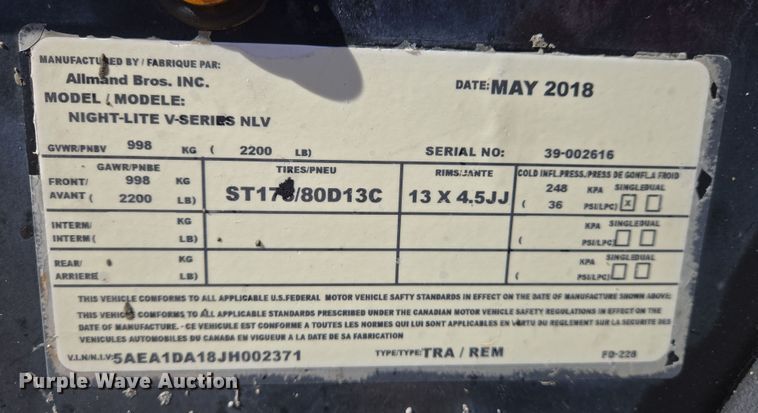 MANUFACTURED BY / FABRIQUE PAR:
Allmand Bros. INC.
DATE: MAY 2018
MODEL / MODELE:
NIGHT-LITE V-SERIES NLV
GVWR/PNBV 998 KG ( 2200 LB) SERIAL NO: 39-002616
GAWR/PNBE TIRES/PNEU RIMS/JANTE COLD INFL.PRESS/PRESS DE GONFLA FROID
FRONT/ 998 KG 248 KPA SINGLE DUAL
AVANT ( 2200 LB) 13 X 4.5JJ ( 36 PSI/LPC) X
INTERM/ KG KPA SINGLE DUAL
INTERM ( LB) ( PSI/LPC)
REAR/ KG KPA SINGLE DUAL
ARRIERE LB) ( PSI/LPC)
THIS VEHICLE CONFORMS TO ALL APPLICABLE U.S.FEDERAL MOTOR VEHICLE SAFTY STANDARDS IN EFFECT ON THE DATE OF MANUFACTURE SHOWN ABOVE:
THIS VEHICLE CONFORMS TO ALL APPLICABLE STANDARDS PRESCRIBED UNDER THE CANADIAN MOTOR VEHICLE SAFETY REGULATIONS IN EFFECT ON THE
DATE OF MANUFACTURE. - CE VEHICULE EST CONFORME A TOUTES LES NORMES QUI LUI SONT APPLICABLES EN VERTU DU REGLEMENT SUR LA SECURITE DES
VEHICULES AUTOMOBILES DU CANADA EN VIGUEUR A LA DATE DE SA FABRICATION
V.I.N/N.I.V: 5AEA1DA18JH002371 TYPE/TYPE: TRA / REM FO-228
Purple Wave Auction